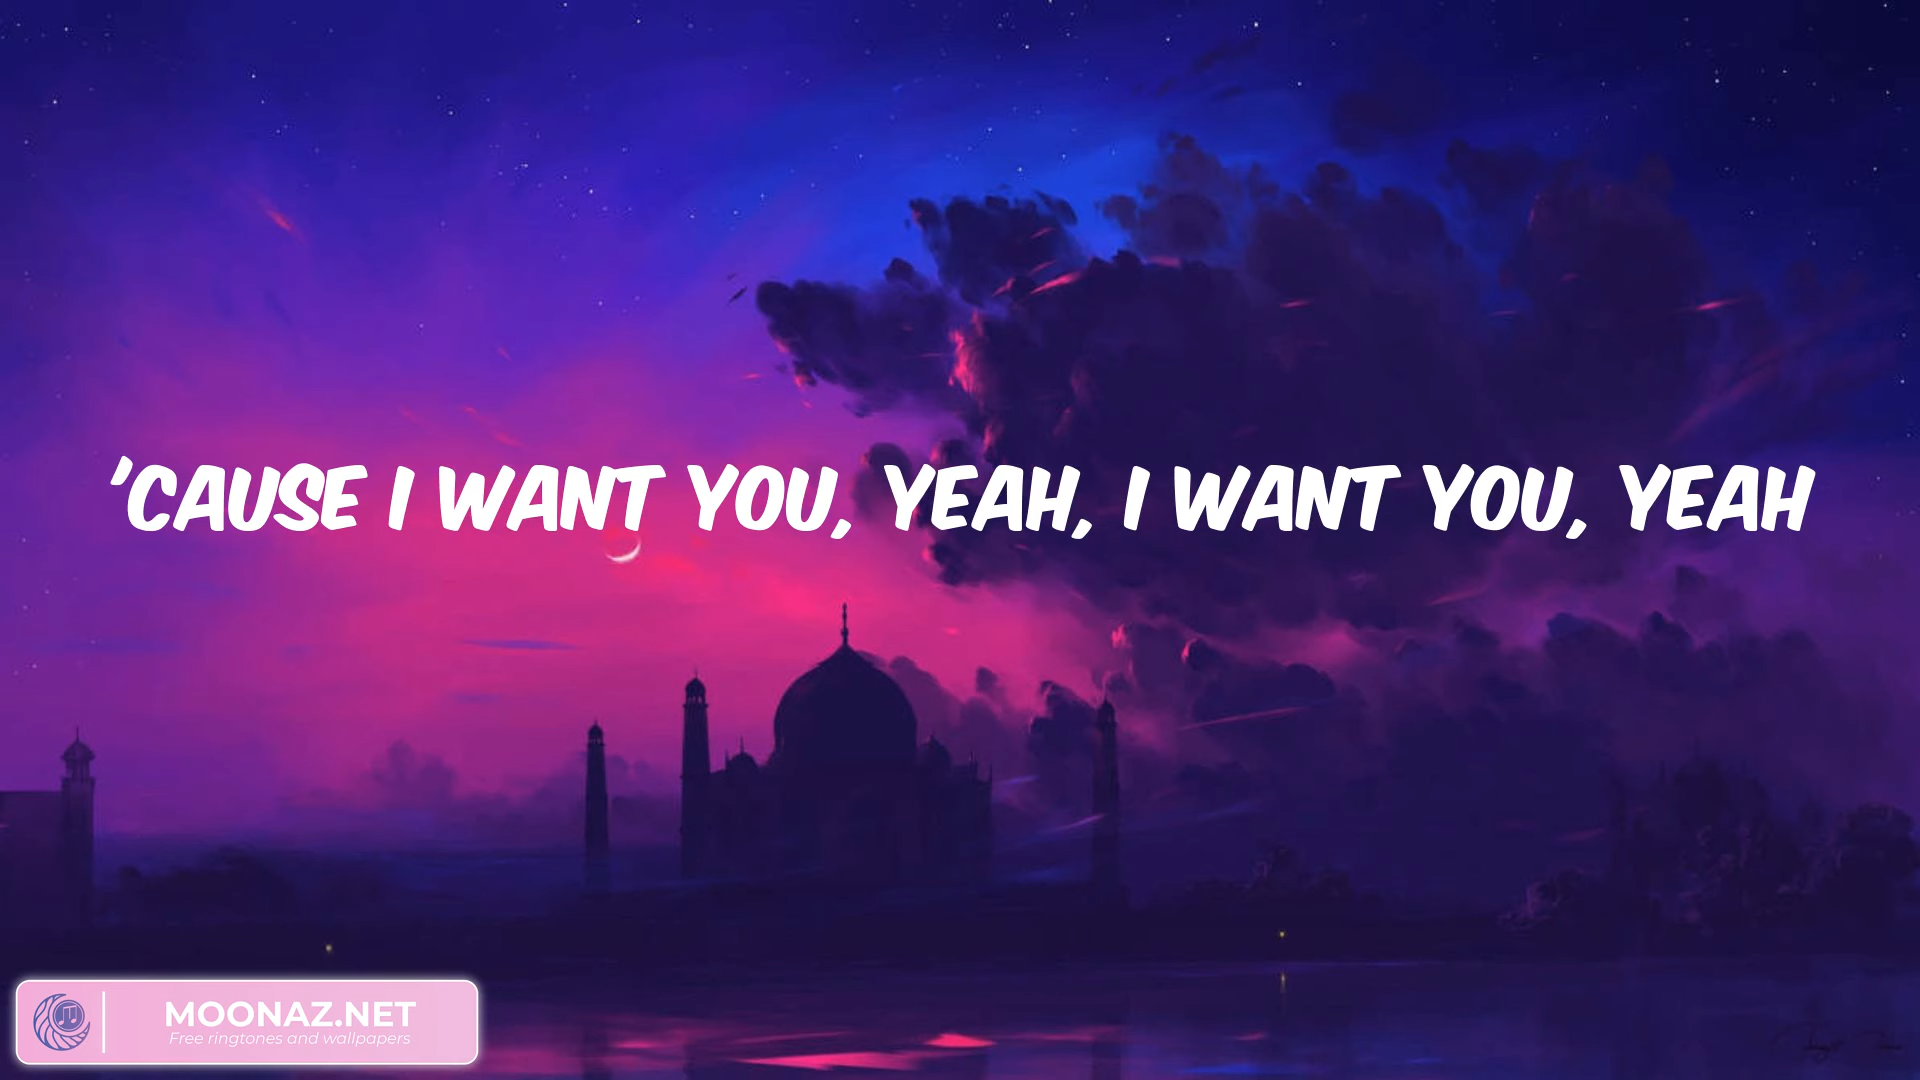 'CAUSE I WANT YOU, YEAH, I WANT YOU, YEAH
MOONAZ.NET
Free ringtones and wallpapers